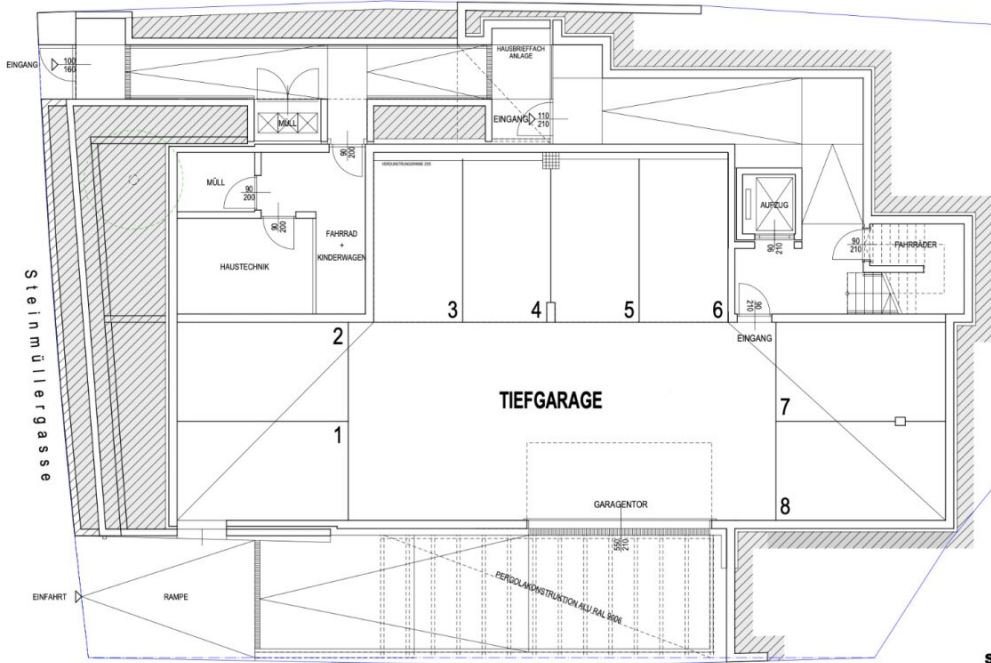 EINGANG
100
160
HAUSBRIEFFACH
ANLAGE
MÜLL
EINGANG
110
210
90
200
MÜLL
90
200
90
200
FAHRRAD
+
KINDERWAGEN
HAUSTECHNIK
AUFZUG
90
210
90
210
FAHRRÄDER
90
210
EINGANG
Steinmüllergasse
3
4
5
6
2
1
7
8
TIEFGARAGE
GARAGENTOR
550
210
PERGOLAKONSTRUKTION ALU RAL 9006
EINFAHRT
RAMPE
s